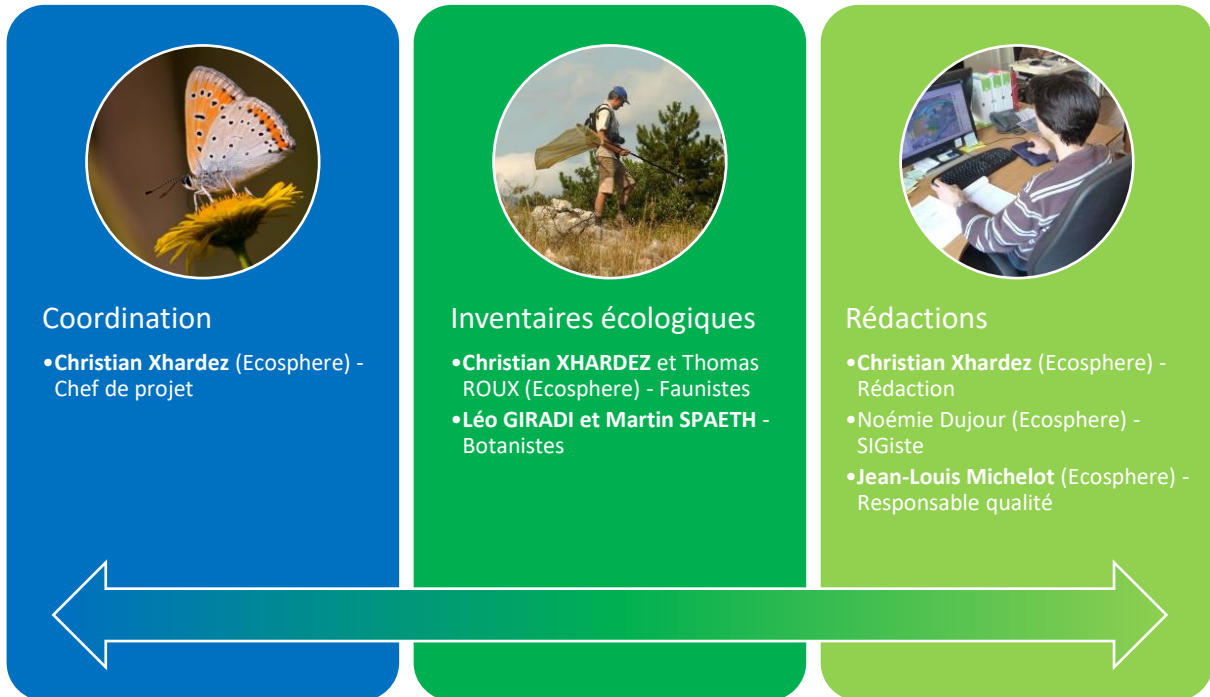 Coordination
•Christian Xhardez (Ecosphere) -
Chef de projet
Inventaires écologiques
•Christian XHARDEZ et Thomas
ROUX (Ecosphere) - Faunistes
•Léo GIRADI et Martin SPAETH -
Botanistes
Rédactions
•Christian Xhardez (Ecosphere) -
Rédaction
•Noémie Dujour (Ecosphere) -
SIGiste
•Jean-Louis Michelot (Ecosphere) -
Responsable qualité